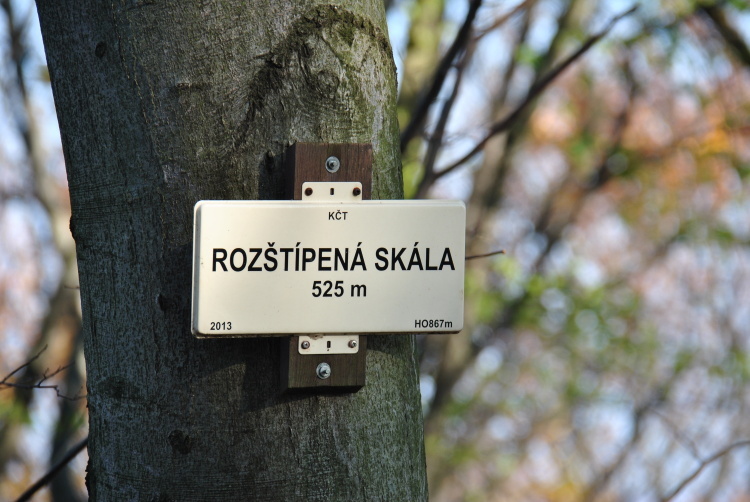 KČT
ROZŠTÍPENÁ SKÁLA
525 m
2013 HO867m